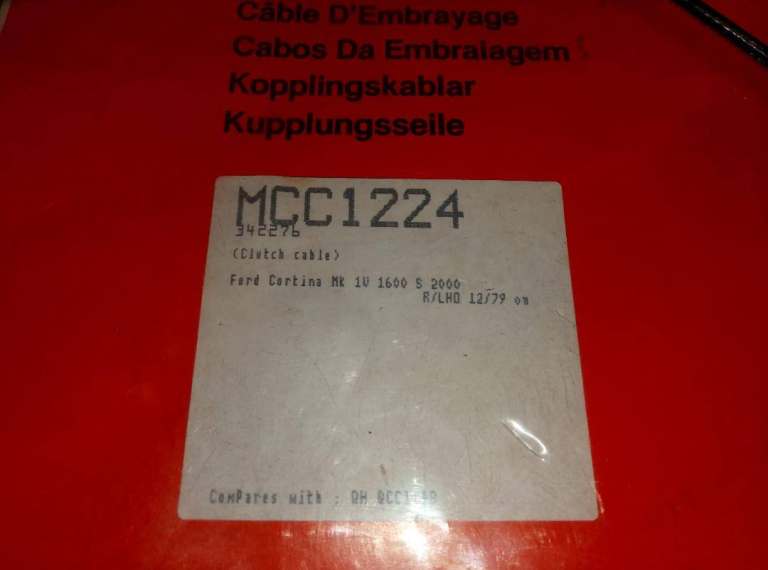 Câble D'Embrayage
Cabos Da Embraiagem
Kopplingskablar
Kupplungsseile
MCC1224
342276
(Clutch cable)
Ford Cortina Mk 1V 1600 S 2000
R/LHD 12/79 on
ComPares with : QH